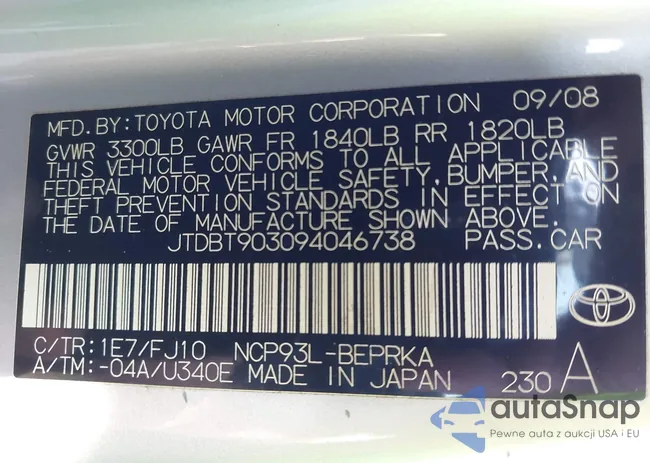 MFD. BY: TOYOTA MOTOR CORPORATION 09/08
GVWR 3300LB GAWR FR 1840LB RR 1820LB
THIS VEHICLE CONFORMS TO ALL APPLICABLE
FEDERAL MOTOR VEHICLE SAFETY, BUMPER, AND
THEFT PREVENTION STANDARDS IN EFFECT ON
THE DATE OF MANUFACTURE SHOWN ABOVE.
JTDBT903094046738 PASS. CAR
C/TR: 1E7/FJ10 NCP93L-BEPRKA
A/TM: -04A/U340E MADE IN JAPAN 230 A
autaSnap
Pewne auta z aukcji USA i EU